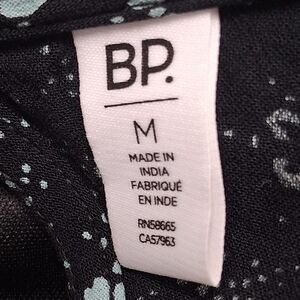 BP.
M
MADE IN
INDIA
FABRIQUÉ
EN INDE
RN58665
CA57963